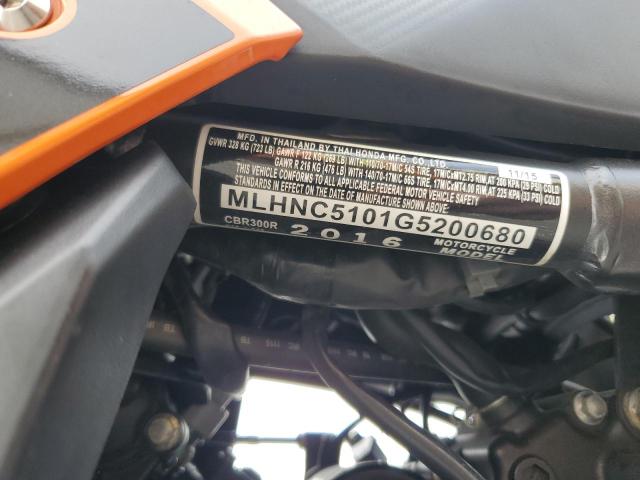 MFD. IN THAILAND BY THAI HONDA MFG. CO., LTD. 11/15
GVWR 328 KG (723 LB) GAWR F 122 KG (269 LB) WITH 110/70-17M/C 54S TIRE, 17M/C×MT2.75 RIM AT 200 KPA (29 PSI) COLD
GAWR R 216 KG (476 LB) WITH 140/70-17M/C 66S TIRE, 17M/C×MT4.00 RIM AT 225 KPA (33 PSI) COLD
THIS VEHICLE CONFORMS TO ALL APPLICABLE FEDERAL MOTOR VEHICLE SAFETY
STANDARDS IN EFFECT ON THE DATE OF MANUFACTURE SHOWN ABOVE.
MLHNC5101G5200680
CBR300R 2016 MOTORCYCLE
MODEL